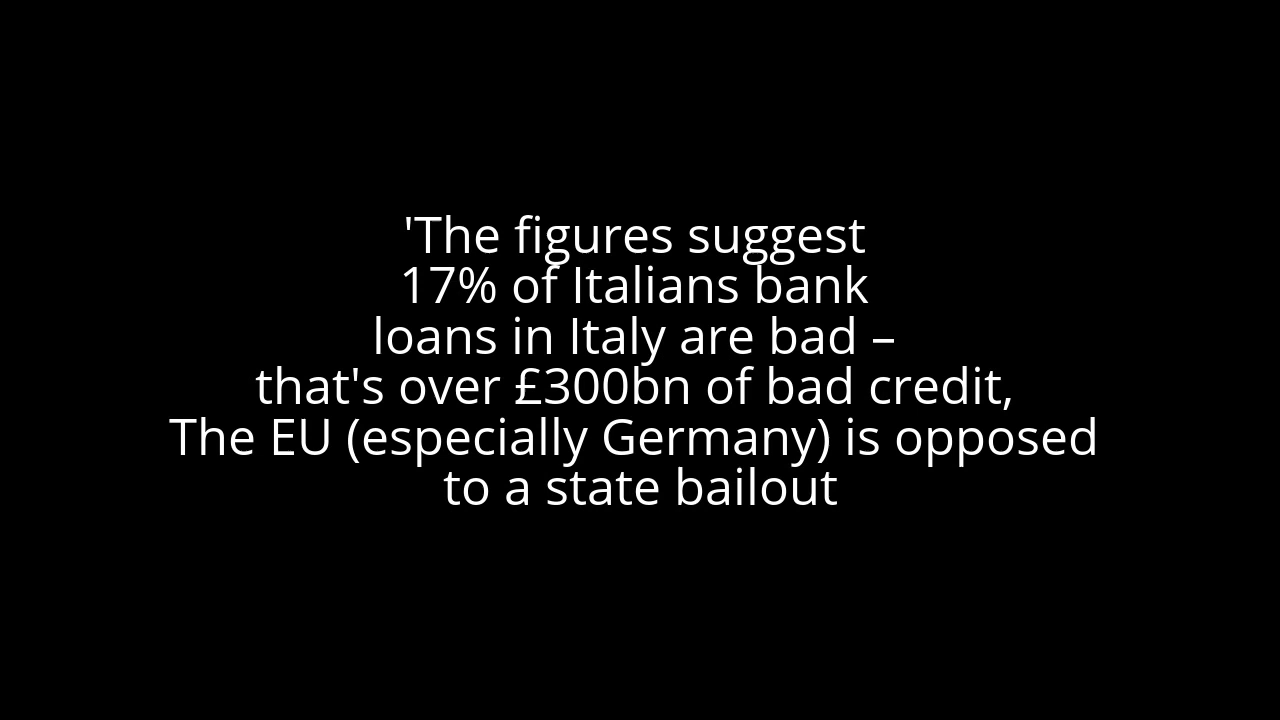 'The figures suggest
17% of Italians bank
loans in Italy are bad –
that's over £300bn of bad credit,
The EU (especially Germany) is opposed
to a state bailout